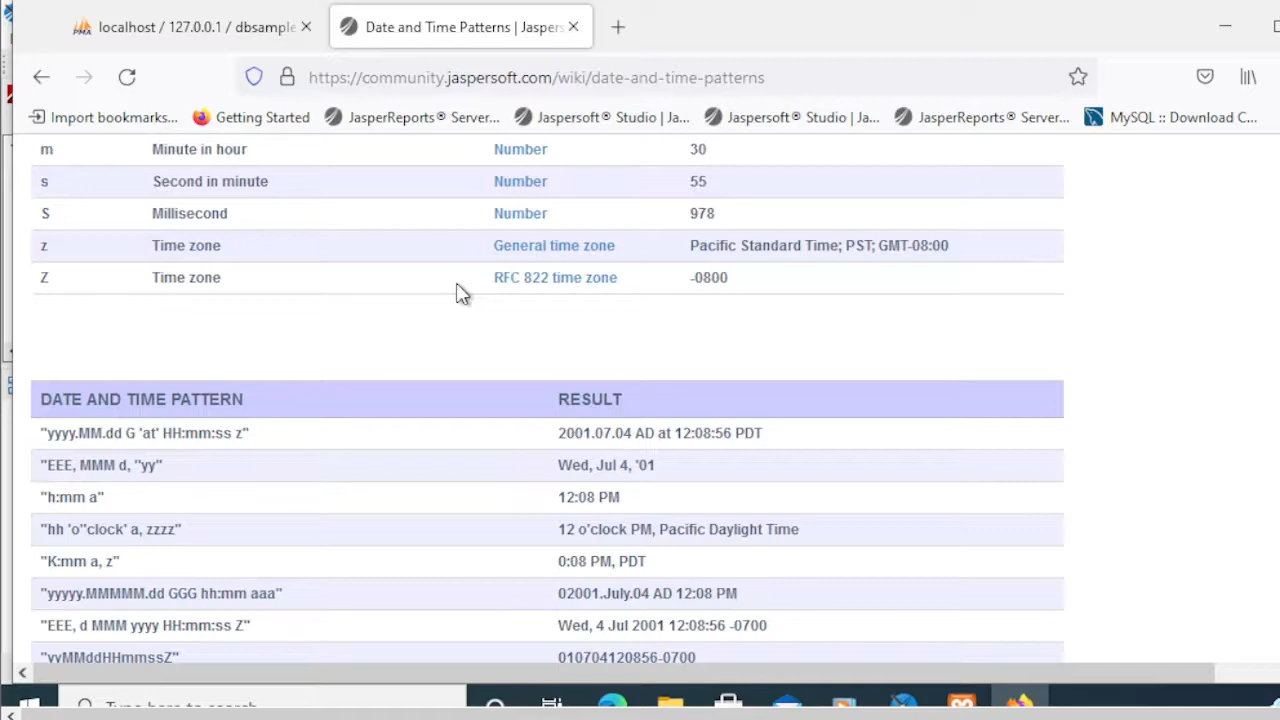 localhost / 127.0.0.1 / dbsample
Date and Time Patterns | Jaspers
https://community.jaspersoft.com/wiki/date-and-time-patterns
Import bookmarks... Getting Started JasperReports® Server... Jaspersoft® Studio | Ja... Jaspersoft® Studio | Ja... JasperReports® Server... MySQL :: Download C...
m Minute in hour Number 30
s Second in minute Number 55
S Millisecond Number 978
z Time zone General time zone Pacific Standard Time; PST; GMT-08:00
Z Time zone RFC 822 time zone -0800
DATE AND TIME PATTERN RESULT
"yyyy.MM.dd G 'at' HH:mm:ss z" 2001.07.04 AD at 12:08:56 PDT
"EEE, MMM d, ''yy" Wed, Jul 4, '01
"h:mm a" 12:08 PM
"hh 'o''clock' a, zzzz" 12 o'clock PM, Pacific Daylight Time
"K:mm a, z" 0:08 PM, PDT
"yyyyy.MMMMM.dd GGG hh:mm aaa" 02001.July.04 AD 12:08 PM
"EEE, d MMM yyyy HH:mm:ss Z" Wed, 4 Jul 2001 12:08:56 -0700
"yyMMddHHmmssZ" 010704120856-0700
Type here to search